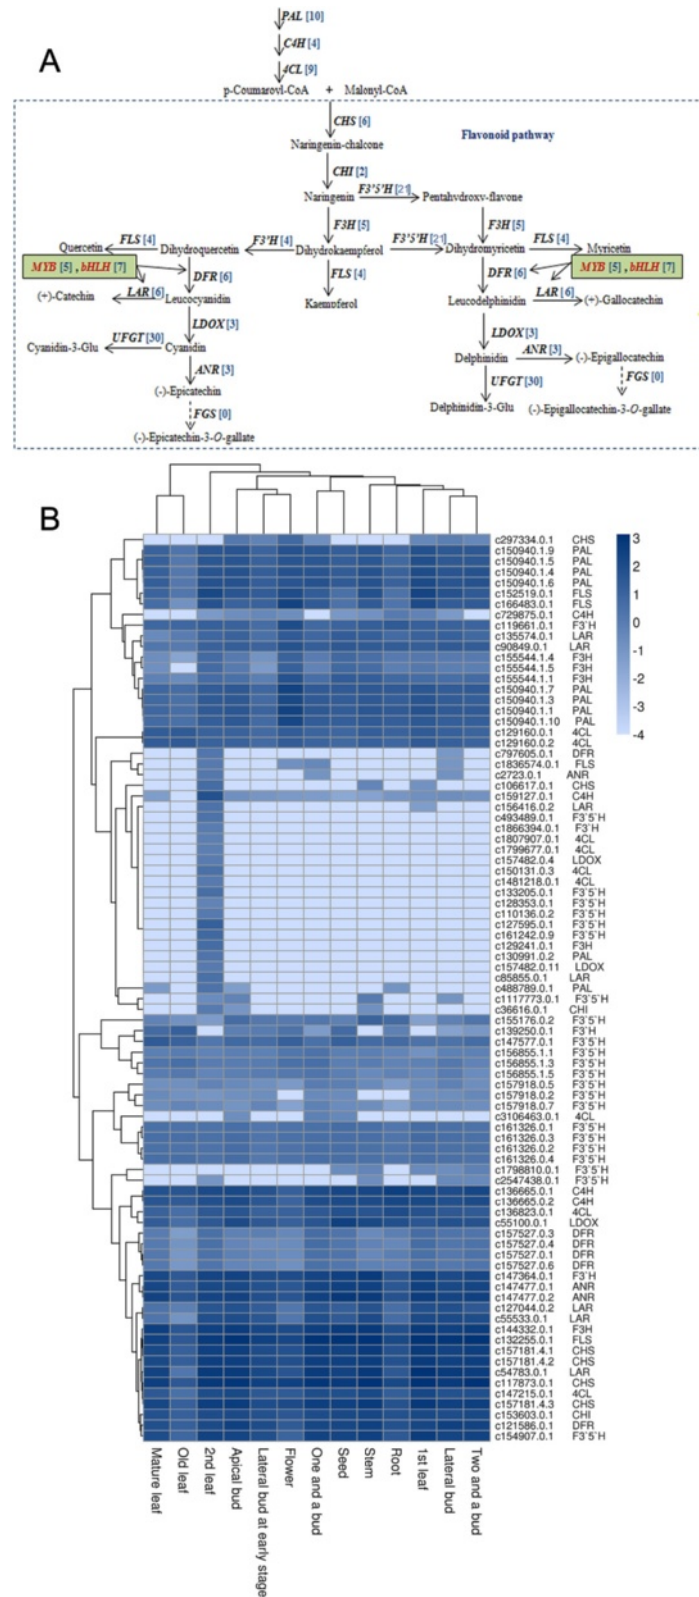 A
PAL [10]
C4H [4]
4CL [9]
p-Coumarovl-CoA + Malonyl-CoA
CHS [6]
Flavonoid pathway
Naringenin-chalcone
CHI [2]
Naringenin F3'5'H [21] Pentahvdroxv-flavone
F3H [5] F3H [5]
Quercetin FLS [4] Dihydroquercetin F3'H [4] Dihydrokaempferol F3'5'H [21] Dihydromyricetin FLS [4] Myricetin
MYB [5] , bHLH [7] DFR [6] FLS [4] DFR [6] MYB [5] , bHLH [7]
(+)-Catechin LAR [6] Leucocyanidin Kaempferol Leucodelphinidin LAR [6] (+)-Gallocatechin
LDOX [3] LDOX [3]
Cyanidin-3-Glu UFGT [30] Cyanidin Delphinidin ANR [3] (-)-Epigallocatechin
ANR [3] UFGT [30] FGS [0]
(-)-Epicatechin Delphinidin-3-Glu (-)-Epigallocatechin-3-O-gallate
FGS [0]
(-)-Epicatechin-3-O-gallate
B
c297334.0.1 CHS
c150940.1.9 PAL
c150940.1.5 PAL
c150940.1.4 PAL
c150940.1.6 PAL
c152519.0.1 FLS
c166483.0.1 FLS
c729875.0.1 C4H
c119661.0.1 F3`H
c135574.0.1 LAR
c90849.0.1 LAR
c155544.1.4 F3H
c155544.1.5 F3H
c155544.1.1 F3H
c150940.1.7 PAL
c150940.1.3 PAL
c150940.1.1 PAL
c150940.1.10 PAL
c129160.0.1 4CL
c129160.0.2 4CL
c797605.0.1 DFR
c1836574.0.1 FLS
c2723.0.1 ANR
c106617.0.1 CHS
c159127.0.1 C4H
c156416.0.2 LAR
c493489.0.1 F3`5`H
c1866394.0.1 F3`H
c1807907.0.1 4CL
c1799677.0.1 4CL
c157482.0.4 LDOX
c150131.0.3 4CL
c1481218.0.1 4CL
c133205.0.1 F3`5`H
c128353.0.1 F3`5`H
c110136.0.2 F3`5`H
c127595.0.1 F3`5`H
c161242.0.9 F3`5`H
c129241.0.1 F3H
c130991.0.2 PAL
c157482.0.11 LDOX
c85855.0.1 LAR
c488789.0.1 PAL
c1117773.0.1 F3`5`H
c36616.0.1 CHI
c155176.0.2 F3`5`H
c139250.0.1 F3`H
c147577.0.1 F3`5`H
c156855.1.1 F3`5`H
c156855.1.3 F3`5`H
c156855.1.5 F3`5`H
c157918.0.5 F3`5`H
c157918.0.2 F3`5`H
c157918.0.7 F3`5`H
c3106463.0.1 4CL
c161326.0.1 F3`5`H
c161326.0.3 F3`5`H
c161326.0.2 F3`5`H
c161326.0.4 F3`5`H
c1798810.0.1 F3`5`H
c2547438.0.1 F3`5`H
c136665.0.1 C4H
c136665.0.2 C4H
c136823.0.1 4CL
c55100.0.1 LDOX
c157527.0.3 DFR
c157527.0.4 DFR
c157527.0.1 DFR
c157527.0.6 DFR
c147364.0.1 F3`H
c147477.0.1 ANR
c147477.0.2 ANR
c127044.0.2 LAR
c55533.0.1 LAR
c144332.0.1 F3H
c132255.0.1 FLS
c157181.4.1 CHS
c157181.4.2 CHS
c54783.0.1 LAR
c117873.0.1 CHS
c147215.0.1 4CL
c157181.4.3 CHS
c153603.0.1 CHI
c121586.0.1 DFR
c154907.0.1 F3`5`H
3
2
1
0
-1
-2
-3
-4
Mature leaf
Old leaf
2nd leaf
Apical bud
Lateral bud at early stage
Flower
One and a bud
Seed
Stem
Root
1st leaf
Lateral bud
Two and a bud